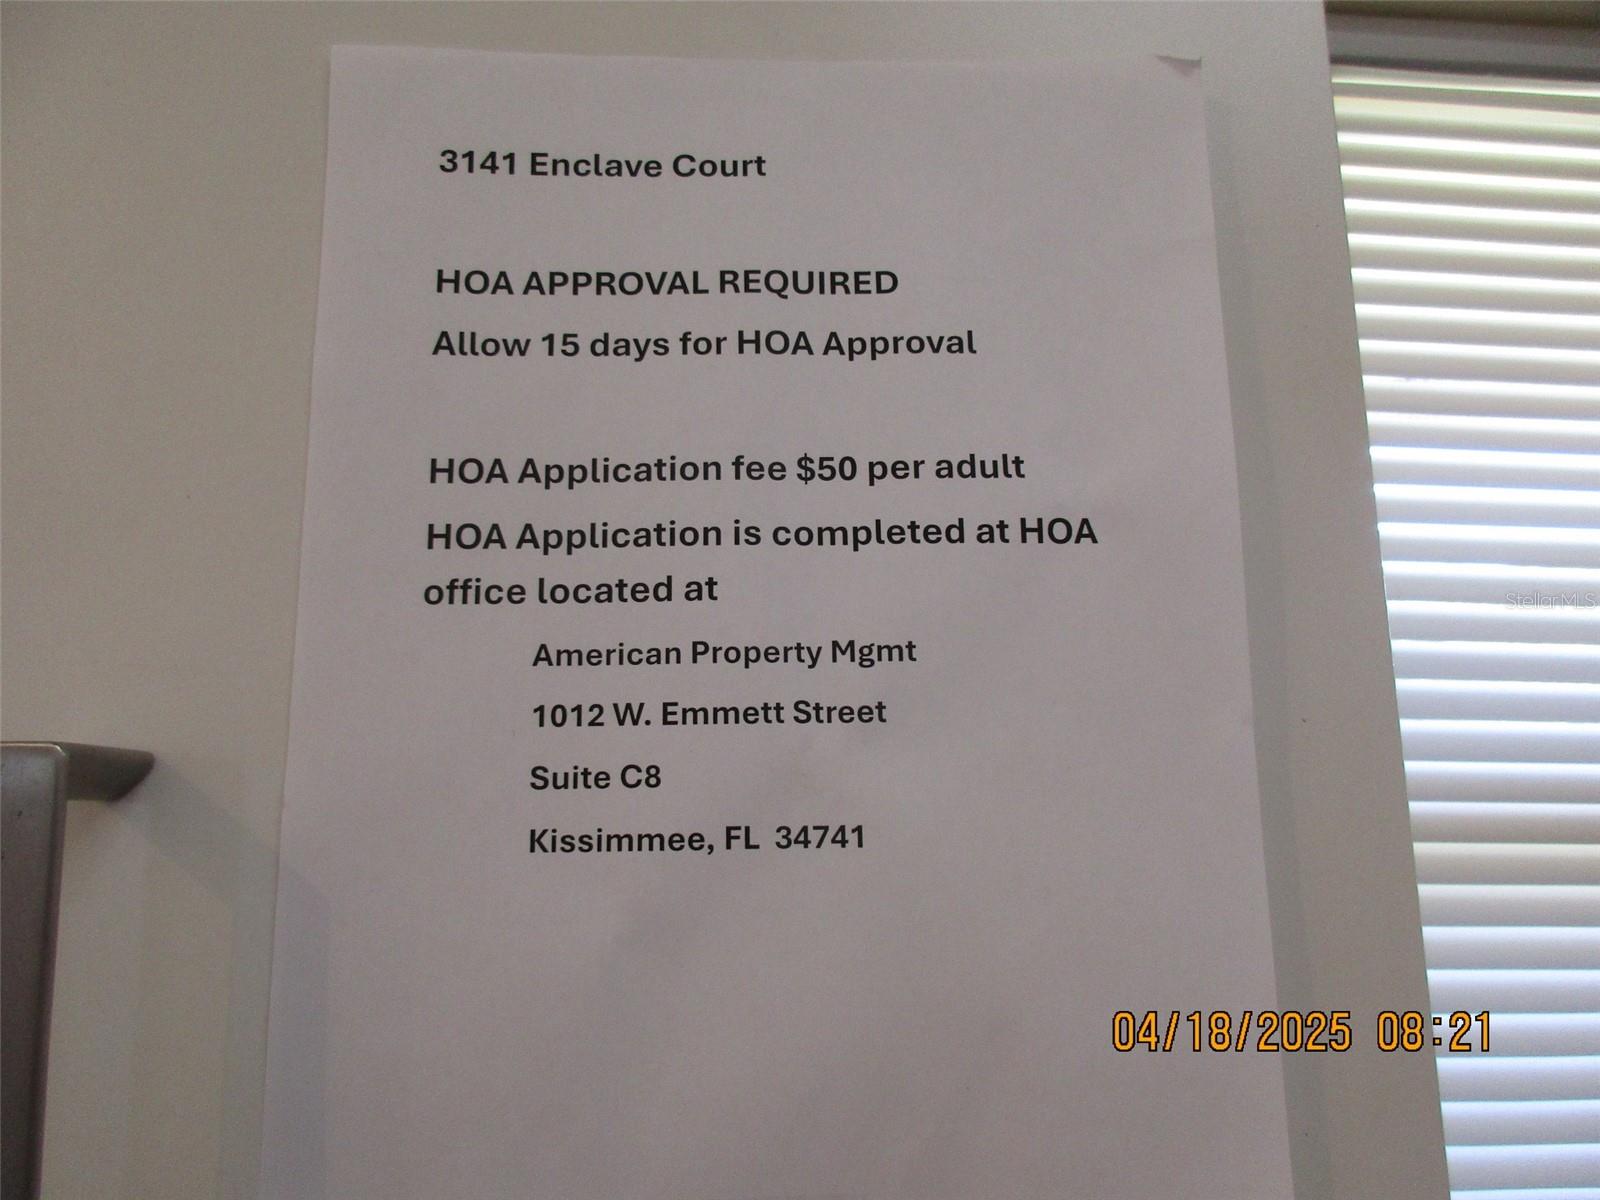 3141 Enclave Court
HOA APPROVAL REQUIRED
Allow 15 days for HOA Approval
HOA Application fee $50 per adult
HOA Application is completed at HOA
office located at
American Property Mgmt
1012 W. Emmett Street
Suite C8
Kissimmee, FL 34741
StellarMLS
04/18/2025 08:21